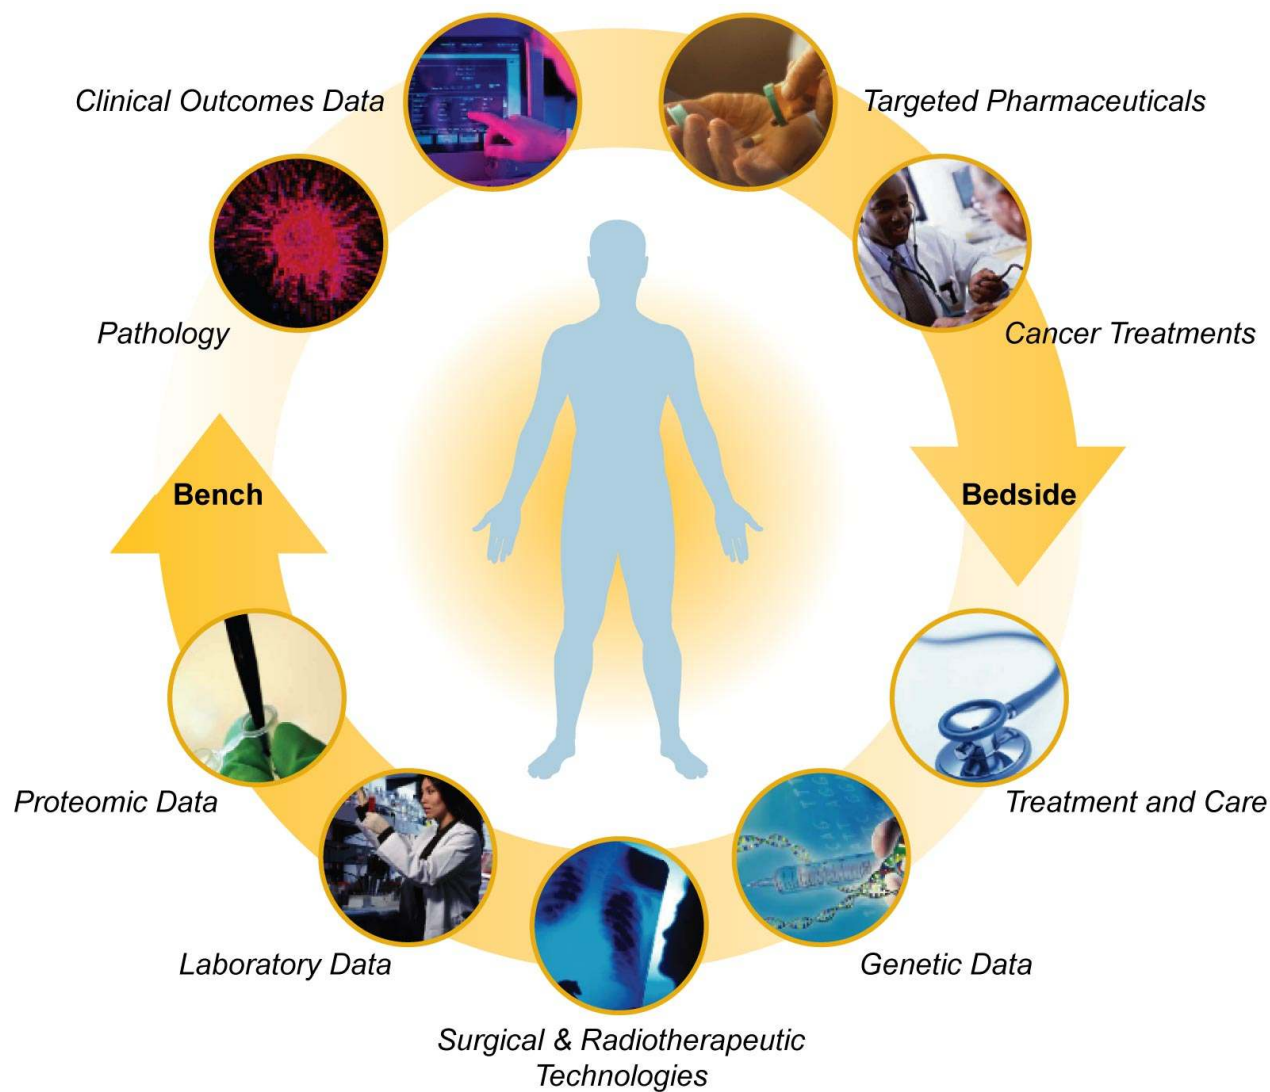 Clinical Outcomes Data
Targeted Pharmaceuticals
Pathology
Cancer Treatments
Bench
Bedside
Proteomic Data
Treatment and Care
Laboratory Data
Genetic Data
Surgical & Radiotherapeutic
Technologies